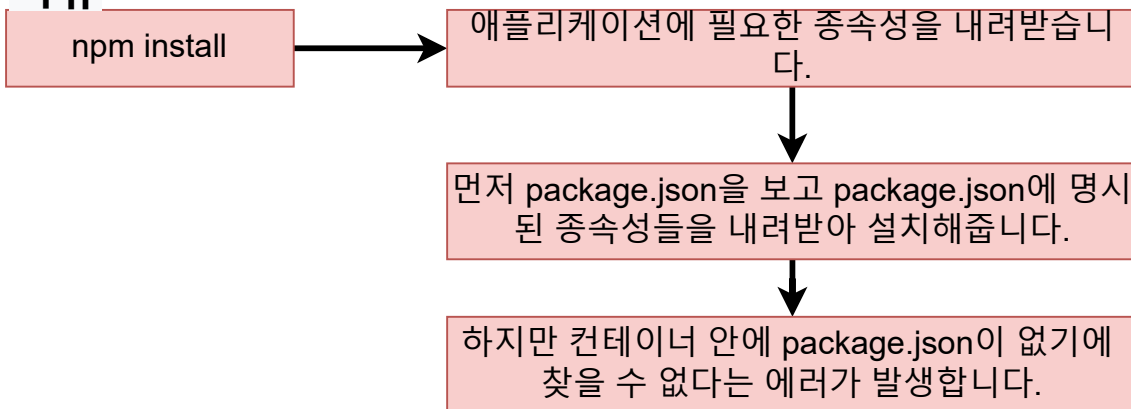 npm install
애플리케이션에 필요한 종속성을 내려받습니
다.
먼저 package.json을 보고 package.json에 명시
된 종속성들을 내려받아 설치해줍니다.
하지만 컨테이너 안에 package.json이 없기에
찾을 수 없다는 에러가 발생합니다.